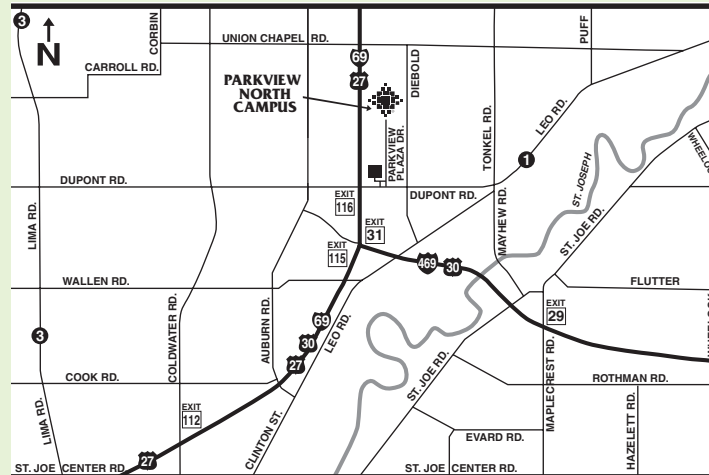 3
N
CORBIN
UNION CHAPEL RD.
PUFF
CARROLL RD.
69
27
DIEBOLD
PARKVIEW
NORTH
CAMPUS
PARKVIEW
PLAZA DR.
TONKEL RD.
LEO RD.
1
ST. JOSEPH
DUPONT RD.
DUPONT RD.
LIMA RD.
EXIT
116
EXIT
31
EXIT
115
MAYHEW RD.
ST. JOE RD.
469
30
WALLEN RD.
FLUTTER
EXIT
29
COLDWATER RD.
AUBURN RD.
69
30
27
LEO RD.
3
COOK RD.
ST. JOE RD.
MAPLECREST RD.
ROTHMAN RD.
LIMA RD.
EXIT
112
CLINTON ST.
EVARD RD.
HAZELETT RD.
27
ST. JOE CENTER RD.
ST. JOE CENTER RD.